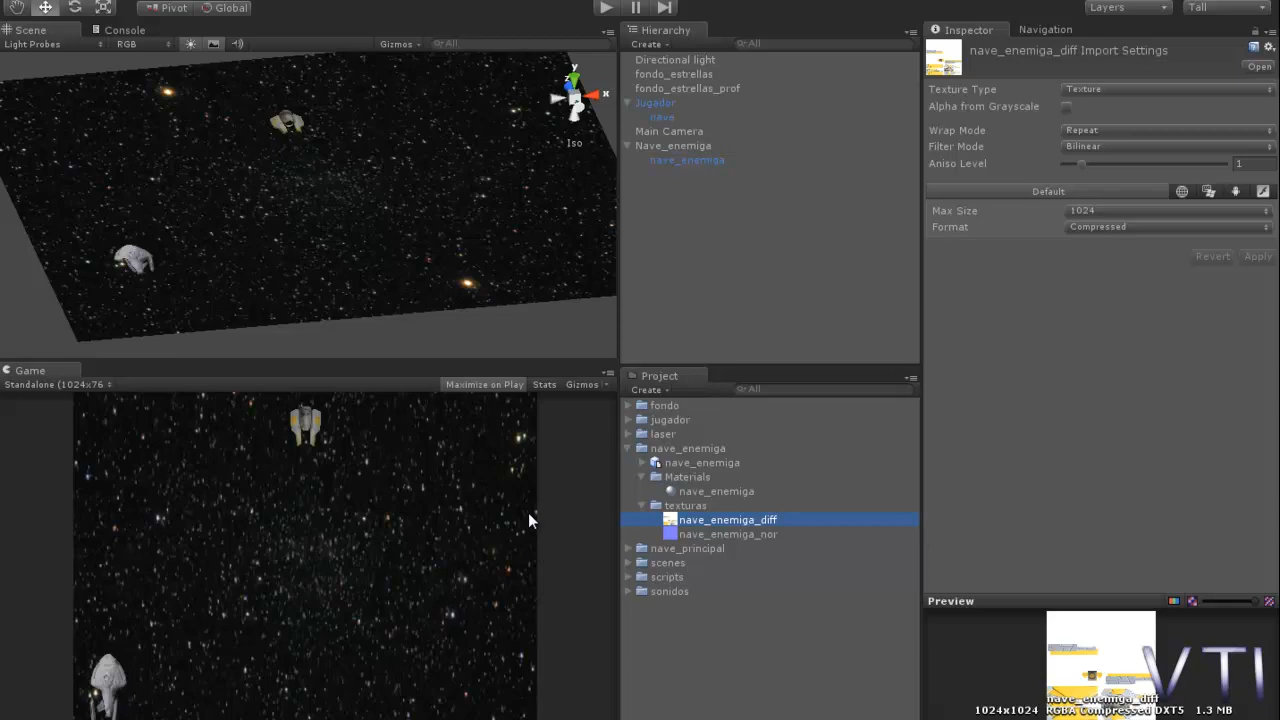 Pivot Global Layers Tall
Scene Console Hierarchy Inspector Navigation
Light Probes RGB Gizmos All Create All nave_enemiga_diff Import Settings
Open
Directional light
fondo_estrellas
fondo_estrellas_prof
Jugador
nave
Main Camera
Nave_enemiga
nave_enemiga
y
z
x
Iso
Texture Type Texture
Alpha from Grayscale
Wrap Mode Repeat
Filter Mode Bilinear
Aniso Level 1
Default
Max Size 1024
Format Compressed
Revert Apply
Game
Standalone (1024x76 Maximize on Play Stats Gizmos
Project
Create All
fondo
jugador
laser
nave_enemiga
nave_enemiga
Materials
nave_enemiga
texturas
nave_enemiga_diff
nave_enemiga_nor
nave_principal
scenes
scripts
sonidos
Preview
VTI
nave_enemiga_diff
1024x1024 RGBA Compressed DXT5 1.3 MB